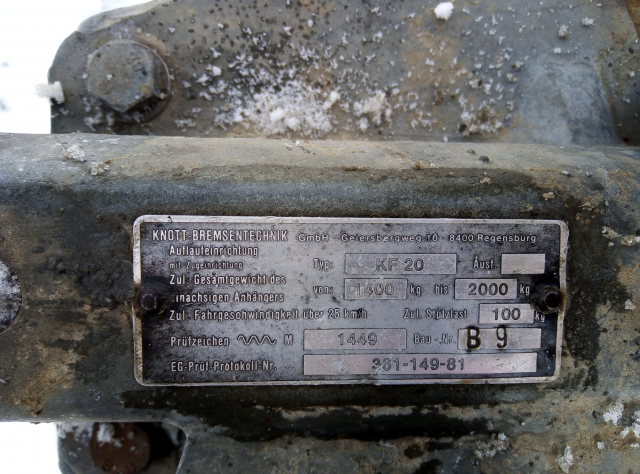 KNOTT-BREMSENTECHNIK GmbH - Geiersbergweg 10 - 8400 Regensburg
Auflaufeinrichtung
mit Zugeinrichtung Typ: KF 20 Ausf.
Zul. Gesamtgewicht des
einachsigen Anhängers von: 1400 kg bis 2000 kg
Zul. Fahrgeschwindigkeit über 25 km/h Zul. Stützlast 100 kg
Prüfzeichen M 1449 Bau-Nr. B 9
EG-Prüf-Protokoll-Nr. 361-149-81